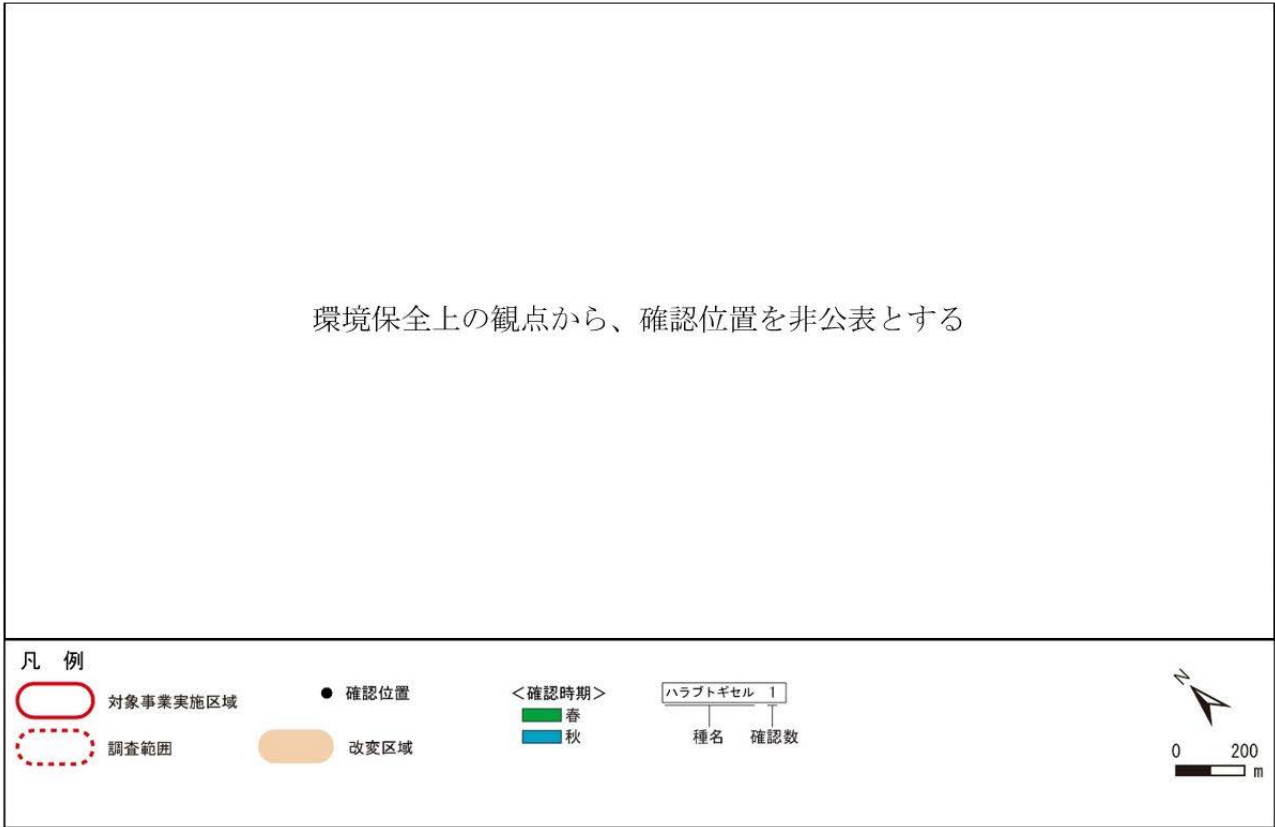 環境保全上の観点から、確認位置を非公表とする
凡 例
対象事業実施区域
調査範囲
確認位置
改変区域
＜確認時期＞
春
秋
ハラブトギセル 1
種名 確認数
N
0 200
m